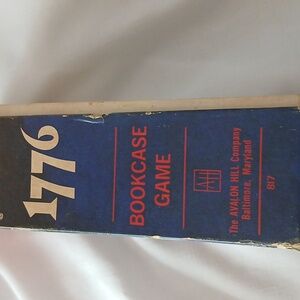 1776
BOOKCASE
GAME
AH
The AVALON HILL Company
Baltimore, Maryland
817